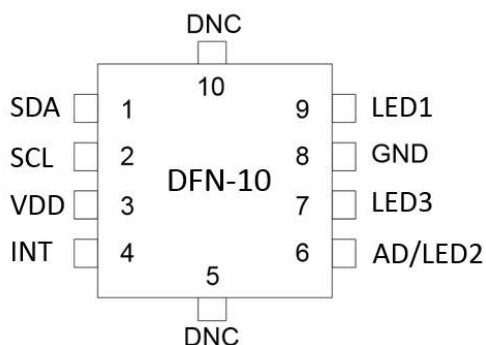 DNC
10
SDA 1 9 LED1
SCL 2 8 GND
DFN-10
VDD 3 7 LED3
INT 4 6 AD/LED2
5
DNC